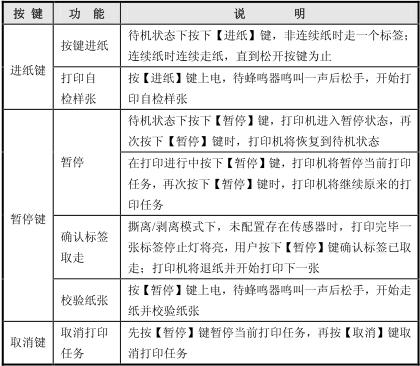 按 键 功 能 说 明
进纸键
按键进纸
待机状态下按下【进纸】键，非连续纸时走一个标签；
连续纸时连续走纸，直到松开按键为止
打印自
检样张
按【进纸】键上电，待蜂鸣器鸣叫一声后松手，开始打
印自检样张
暂停键
暂停
待机状态下按下【暂停】键，打印机进入暂停状态，再
次按下【暂停】键时，打印机将恢复到待机状态
在打印进行中按下【暂停】键，打印机将暂停当前打印
任务，再次按下【暂停】键时，打印机将继续原来的打
印任务
确认标签
取走
撕离/剥离模式下，未配置存在传感器时，打印完毕一
张标签停止灯将亮，用户按下【暂停】键确认标签已取
走；打印机将退纸并开始打印下一张
校验纸张
按【暂停】键上电，待蜂鸣器鸣叫一声后松手，开始走
纸并校验纸张
取消键
取消打印
任务
先按【暂停】键暂停当前打印任务，再按【取消】键取
消打印任务